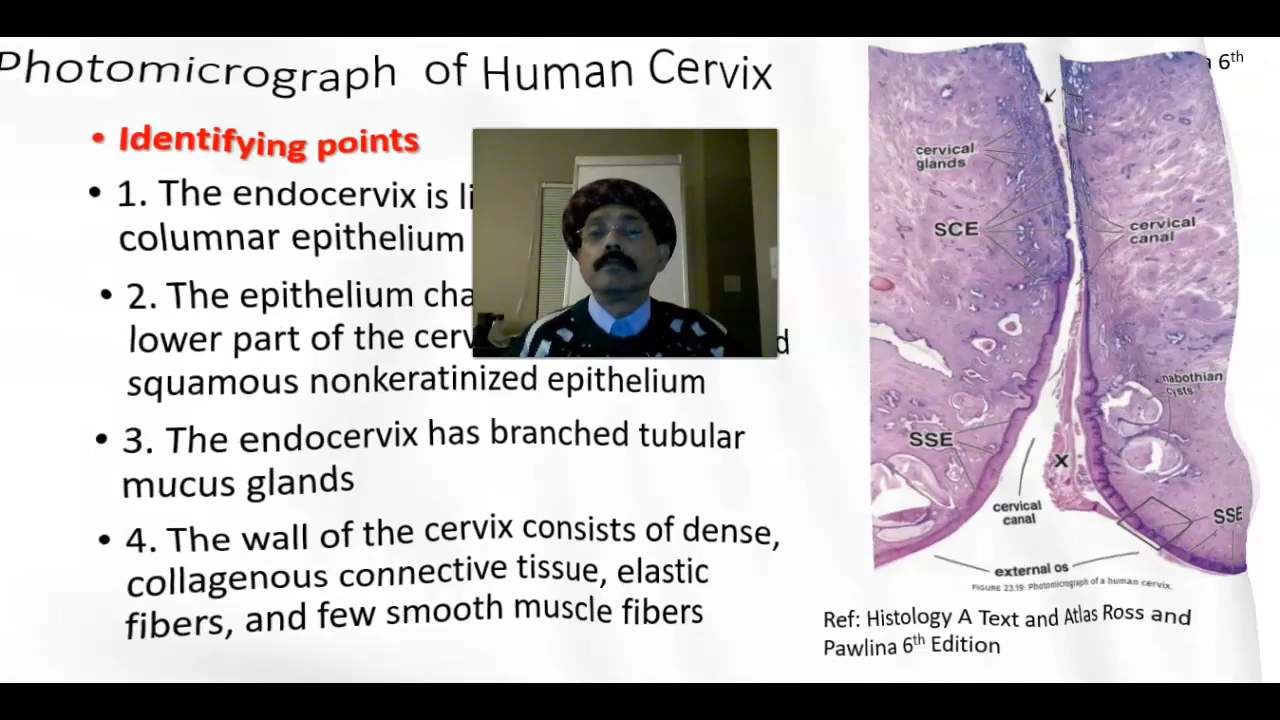 Photomicrograph of Human Cervix
6th
• Identifying points
• 1. The endocervix is
columnar epithelium
• 2. The epithelium
lower part of the
squamous nonkeratinized epithelium
• 3. The endocervix has branched tubular
mucus glands
• 4. The wall of the cervix consists of dense,
collagenous connective tissue, elastic
fibers, and few smooth muscle fibers
cervical
glands
SCE
cervical
canal
nabothian
cysts
SSE
X
cervical
canal
SSE
external os
FIGURE 23.19: Photomicrograph of a human cervix.
Ref: Histology A Text and Atlas Ross and
Pawlina 6th Edition